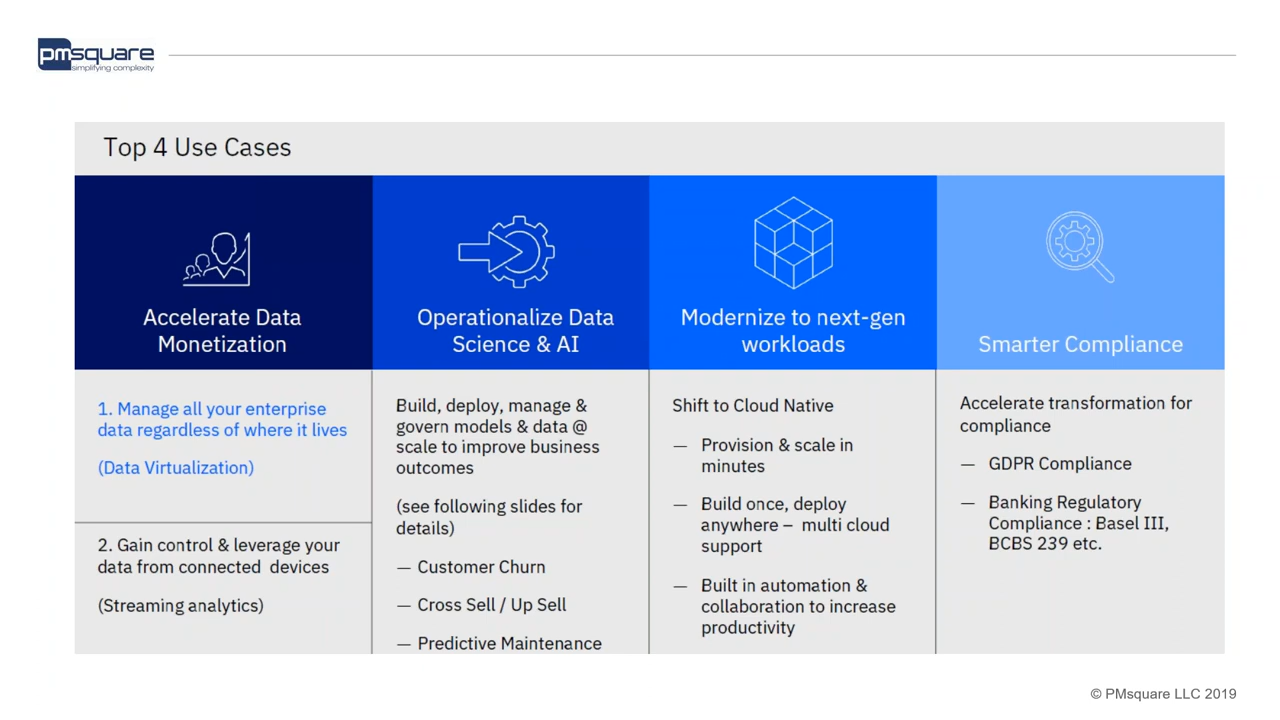 pmsquare
simplifying complexity
Top 4 Use Cases
Accelerate Data
Monetization
1. Manage all your enterprise
data regardless of where it lives
(Data Virtualization)
2. Gain control & leverage your
data from connected devices
(Streaming analytics)
Operationalize Data
Science & AI
Build, deploy, manage &
govern models & data @
scale to improve business
outcomes
(see following slides for
details)
— Customer Churn
— Cross Sell / Up Sell
— Predictive Maintenance
Modernize to next-gen
workloads
Shift to Cloud Native
— Provision & scale in
minutes
— Build once, deploy
anywhere – multi cloud
support
— Built in automation &
collaboration to increase
productivity
Smarter Compliance
Accelerate transformation for
compliance
— GDPR Compliance
— Banking Regulatory
Compliance : Basel III,
BCBS 239 etc.
© PMsquare LLC 2019